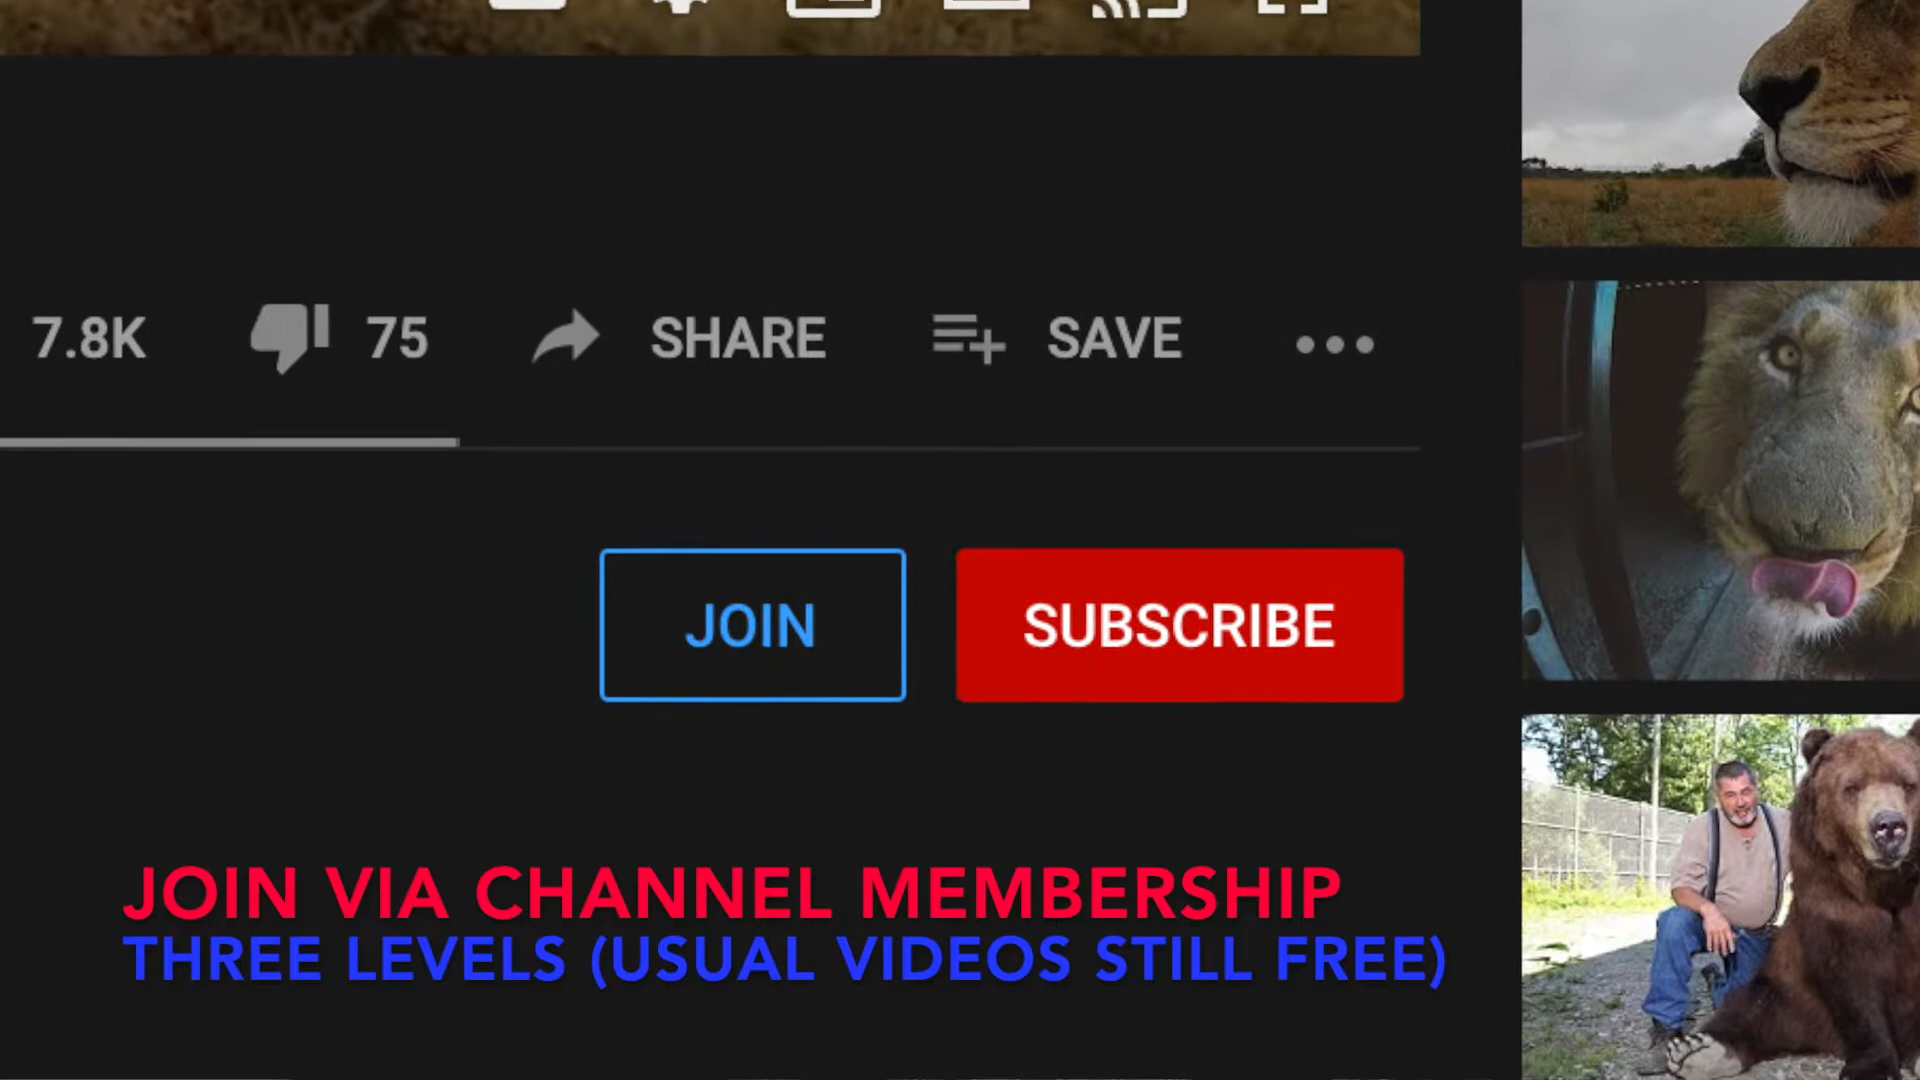 7.8K 75 SHARE SAVE
JOIN SUBSCRIBE
JOIN VIA CHANNEL MEMBERSHIP
THREE LEVELS (USUAL VIDEOS STILL FREE)